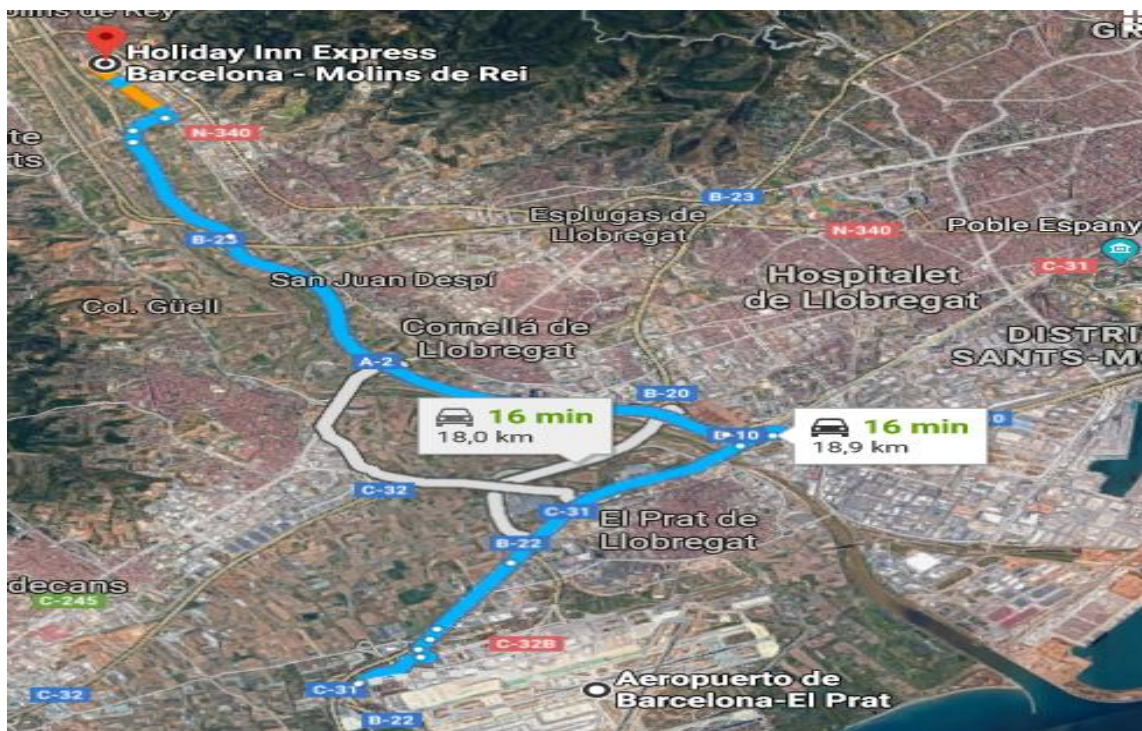 Holiday Inn Express
Barcelona - Molins de Rei
N-340
B-23
Esplugas de
Llobregat
N-340
Poble Espany
C-31
B-23
San Juan Despí
Hospitalet
de Llobregat
Col. Güell
Cornellá de
Llobregat
DISTRI
SANTS-M
A-2
B-20
16 min
18,0 km
16 min
18,9 km
B-10
0
C-32
C-31
El Prat de
Llobregat
B-22
decans
C-245
C-32B
C-32
C-31
Aeropuerto de
Barcelona-El Prat
B-22